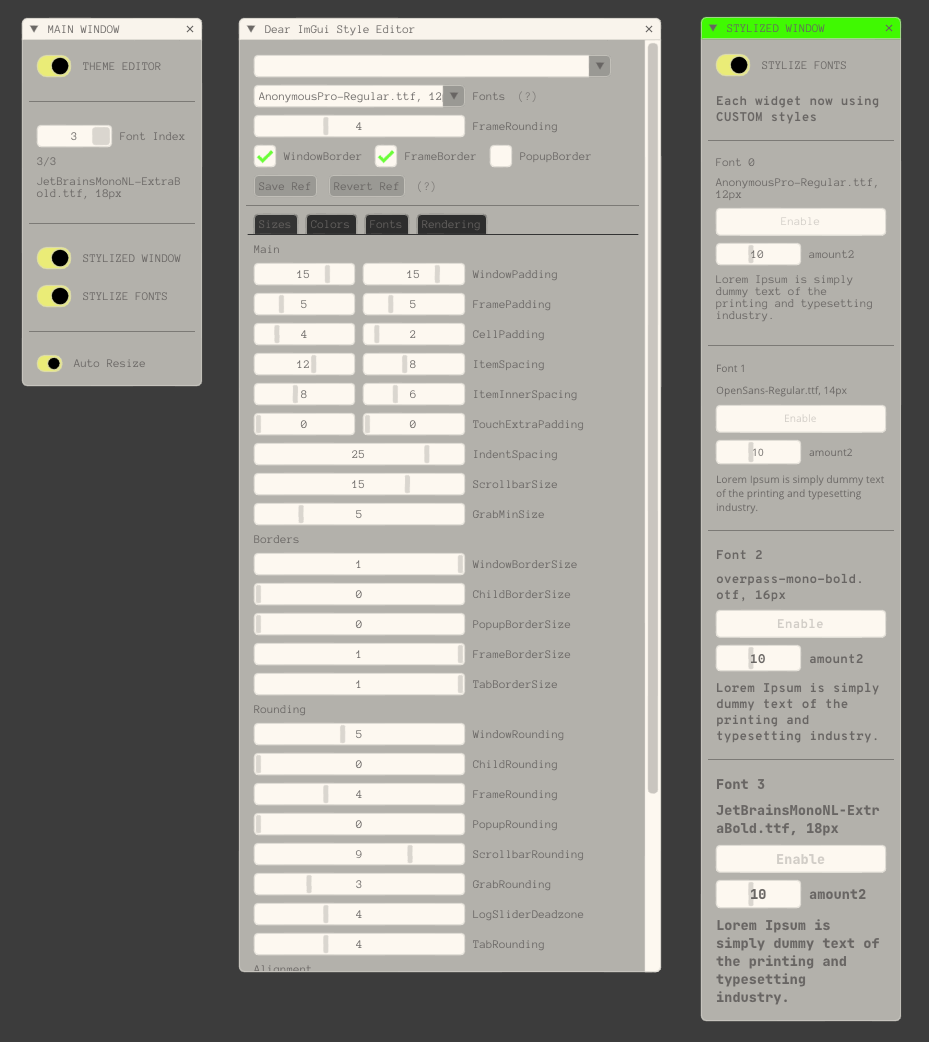 MAIN WINDOW
THEME EDITOR
3 Font Index
3/3
JetBrainsMonoNL-ExtraB
old.ttf, 18px
STYLIZED WINDOW
STYLIZE FONTS
Auto Resize
Dear ImGui Style Editor
AnonymousPro-Regular.ttf, 12 Fonts (?)
4 FrameRounding
WindowBorder FrameBorder PopupBorder
Save Ref Revert Ref (?)
Sizes Colors Fonts Rendering
Main
15 15 WindowPadding
5 5 FramePadding
4 2 CellPadding
12 8 ItemSpacing
8 6 ItemInnerSpacing
0 0 TouchExtraPadding
25 IndentSpacing
15 ScrollbarSize
5 GrabMinSize
Borders
1 WindowBorderSize
0 ChildBorderSize
0 PopupBorderSize
1 FrameBorderSize
1 TabBorderSize
Rounding
5 WindowRounding
0 ChildRounding
4 FrameRounding
0 PopupRounding
9 ScrollbarRounding
3 GrabRounding
4 LogSliderDeadzone
4 TabRounding
Alignment
STYLIZED WINDOW
STYLIZE FONTS
Each widget now using
CUSTOM styles
Font 0
AnonymousPro-Regular.ttf,
12px
Enable
10 amount2
Lorem Ipsum is simply
dummy text of the
printing and typesetting
industry.
Font 1
OpenSans-Regular.ttf, 14px
Enable
10 amount2
Lorem Ipsum is simply dummy text
of the printing and typesetting
industry.
Font 2
overpass-mono-bold.
otf, 16px
Enable
10 amount2
Lorem Ipsum is simply
dummy text of the
printing and
typesetting industry.
Font 3
JetBrainsMonoNL-Extr
aBold.ttf, 18px
Enable
10 amount2
Lorem Ipsum is
simply dummy text of
the printing and
typesetting
industry.